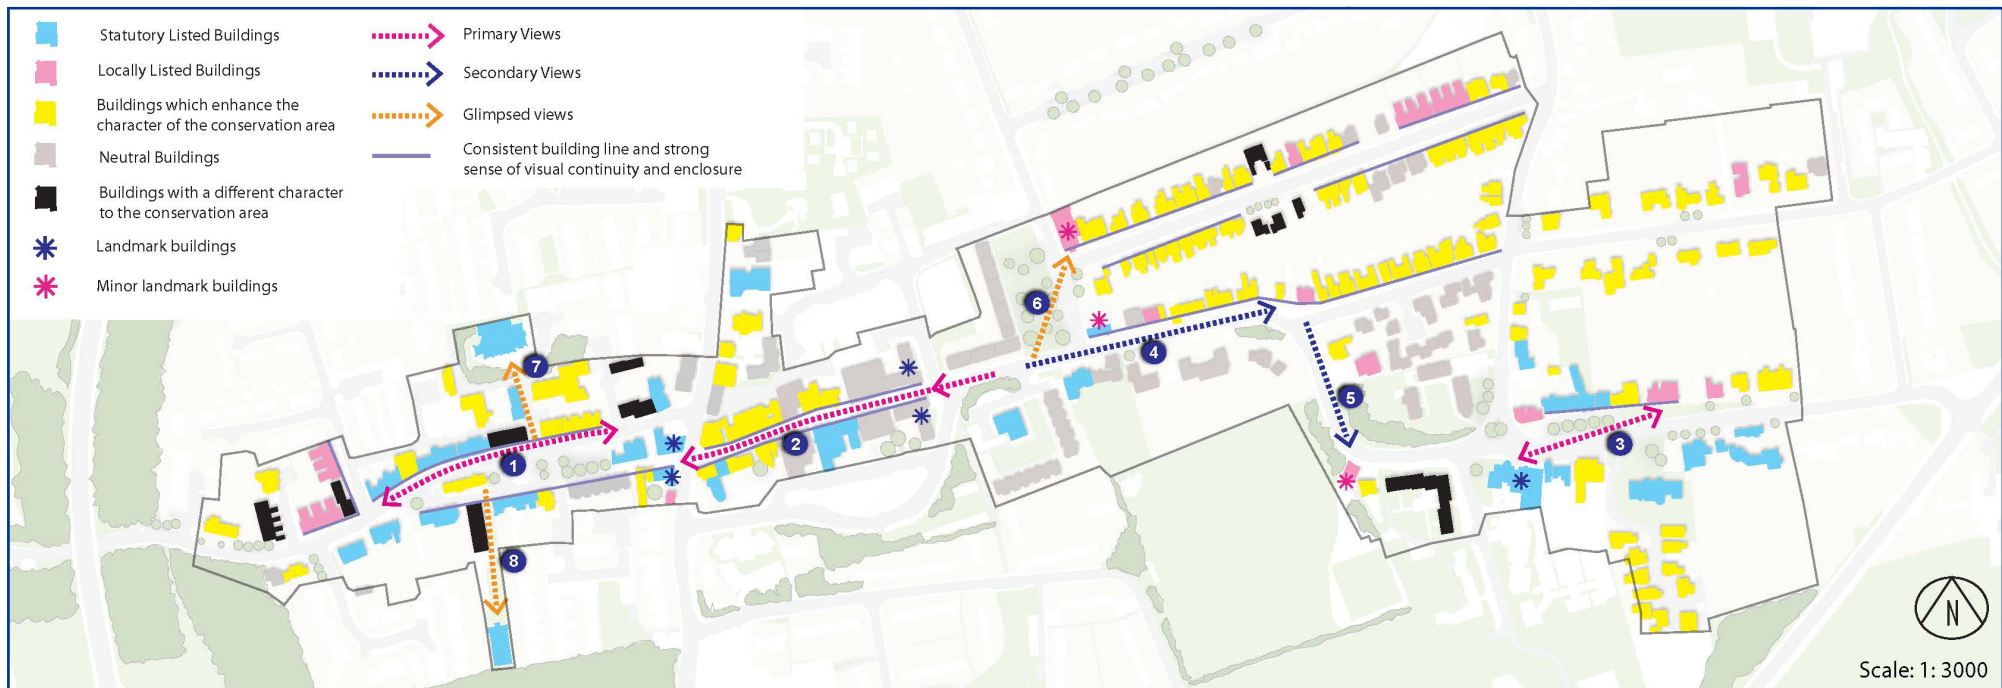 Statutory Listed Buildings
Locally Listed Buildings
Buildings which enhance the
character of the conservation area
Neutral Buildings
Buildings with a different character
to the conservation area
Landmark buildings
Minor landmark buildings
Primary Views
Secondary Views
Glimpsed views
Consistent building line and strong
sense of visual continuity and enclosure
6
7
4
5
2
3
1
8
N
Scale: 1: 3000